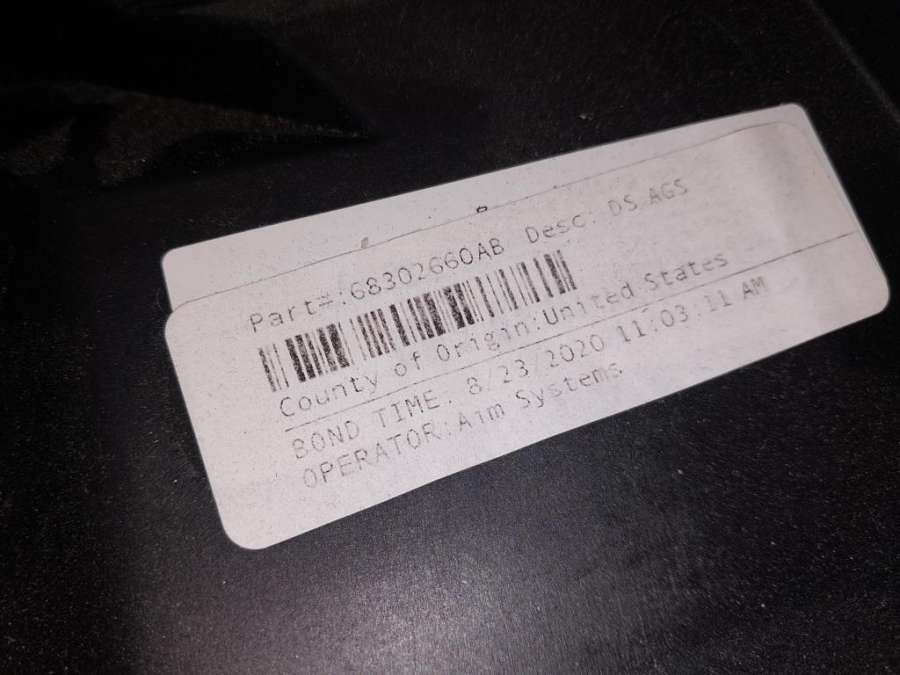 Part#:68302660AB Desc: DS AGS
County of Origin:United States
BOND TIME: 8/23/2020 11:03:11 AM
OPERATOR:Aim Systems